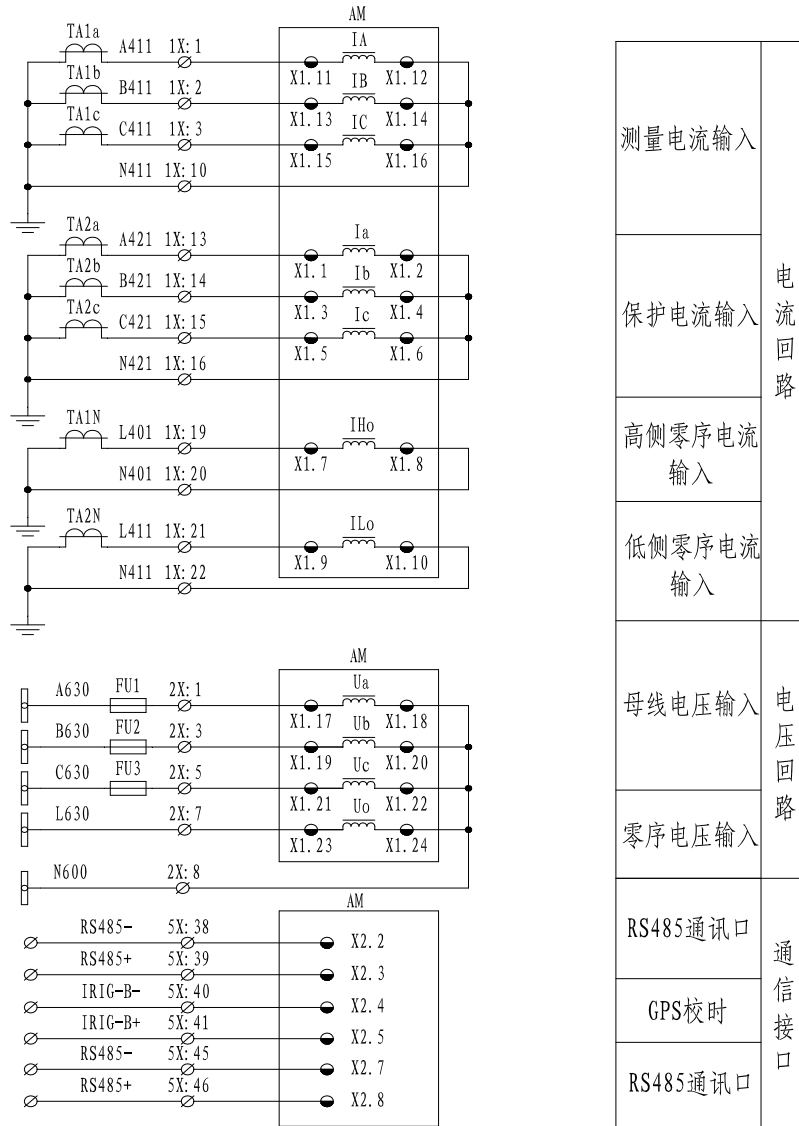 AM
TA1a A411 1X:1 IA
X1.11 X1.12
TA1b B411 1X:2 IB
X1.13 X1.14
TA1c C411 1X:3 IC
X1.15 X1.16
N411 1X:10
TA2a A421 1X:13 Ia
X1.1 X1.2
TA2b B421 1X:14 Ib
X1.3 X1.4
TA2c C421 1X:15 Ic
X1.5 X1.6
N421 1X:16
TA1N L401 1X:19 IHo
X1.7 X1.8
N401 1X:20
TA2N L411 1X:21 ILo
X1.9 X1.10
N411 1X:22
AM
A630 FU1 2X:1 Ua
X1.17 X1.18
B630 FU2 2X:3 Ub
X1.19 X1.20
C630 FU3 2X:5 Uc
X1.21 X1.22
L630 2X:7 Uo
X1.23 X1.24
N600 2X:8
AM
RS485- 5X:38 X2.2
RS485+ 5X:39 X2.3
IRIG-B- 5X:40 X2.4
IRIG-B+ 5X:41 X2.5
RS485- 5X:45 X2.7
RS485+ 5X:46 X2.8
测量电流输入
保护电流输入
高侧零序电流
输入
低侧零序电流
输入
电流回路
母线电压输入
零序电压输入
电压回路
RS485通讯口
GPS校时
RS485通讯口
通信接口